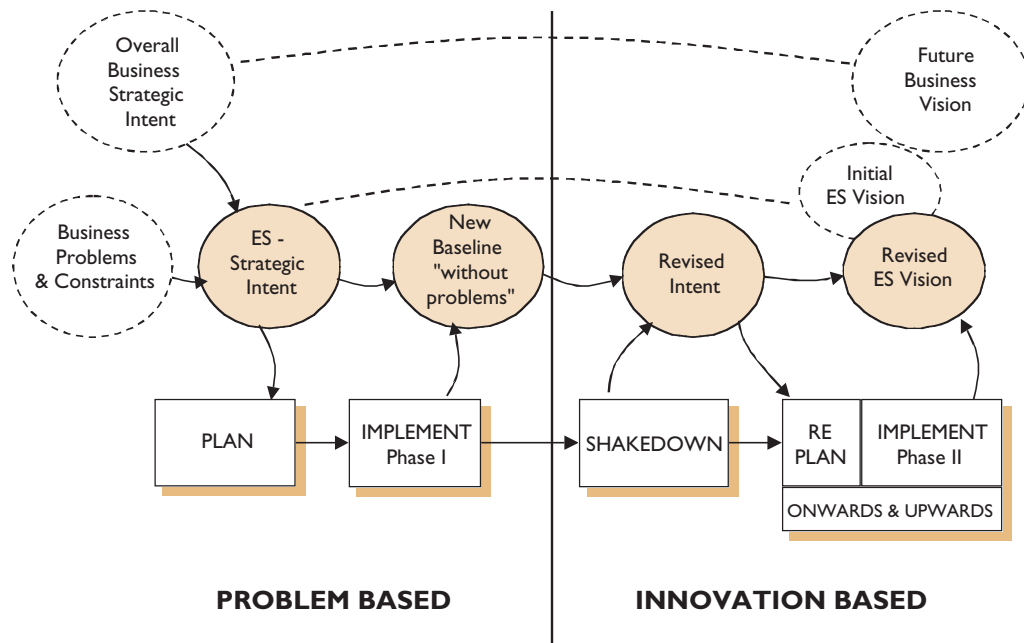 Overall
Business
Strategic
Intent
Future
Business
Vision
Initial
ES Vision
Business
Problems
& Constraints
ES -
Strategic
Intent
New
Baseline
"without
problems"
Revised
Intent
Revised
ES Vision
PLAN
IMPLEMENT
Phase I
SHAKEDOWN
RE
PLAN
IMPLEMENT
Phase II
ONWARDS & UPWARDS
PROBLEM BASED
INNOVATION BASED